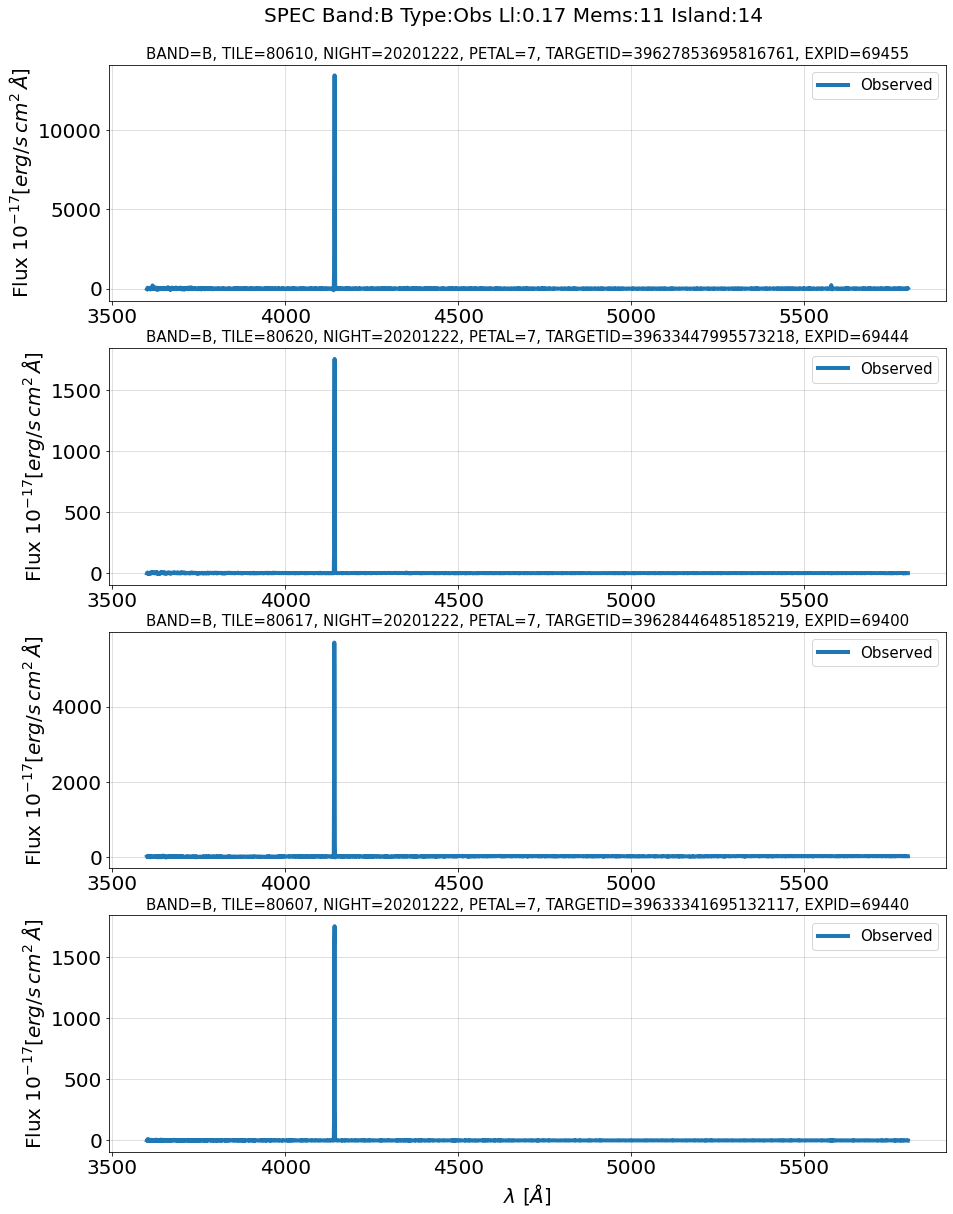 SPEC Band:B Type:Obs Ll:0.17 Mems:11 Island:14
BAND=B, TILE=80610, NIGHT=20201222, PETAL=7, TARGETID=39627853695816761, EXPID=69455
Flux 10⁻¹⁷[erg/s cm² Å]
10000
5000
0
Observed
3500 4000 4500 5000 5500
BAND=B, TILE=80620, NIGHT=20201222, PETAL=7, TARGETID=39633447995573218, EXPID=69444
Flux 10⁻¹⁷[erg/s cm² Å]
1500
1000
500
0
Observed
3500 4000 4500 5000 5500
BAND=B, TILE=80617, NIGHT=20201222, PETAL=7, TARGETID=39628446485185219, EXPID=69400
Flux 10⁻¹⁷[erg/s cm² Å]
4000
2000
0
Observed
3500 4000 4500 5000 5500
BAND=B, TILE=80607, NIGHT=20201222, PETAL=7, TARGETID=39633341695132117, EXPID=69440
Flux 10⁻¹⁷[erg/s cm² Å]
1500
1000
500
0
Observed
3500 4000 4500 5000 5500
λ [Å]